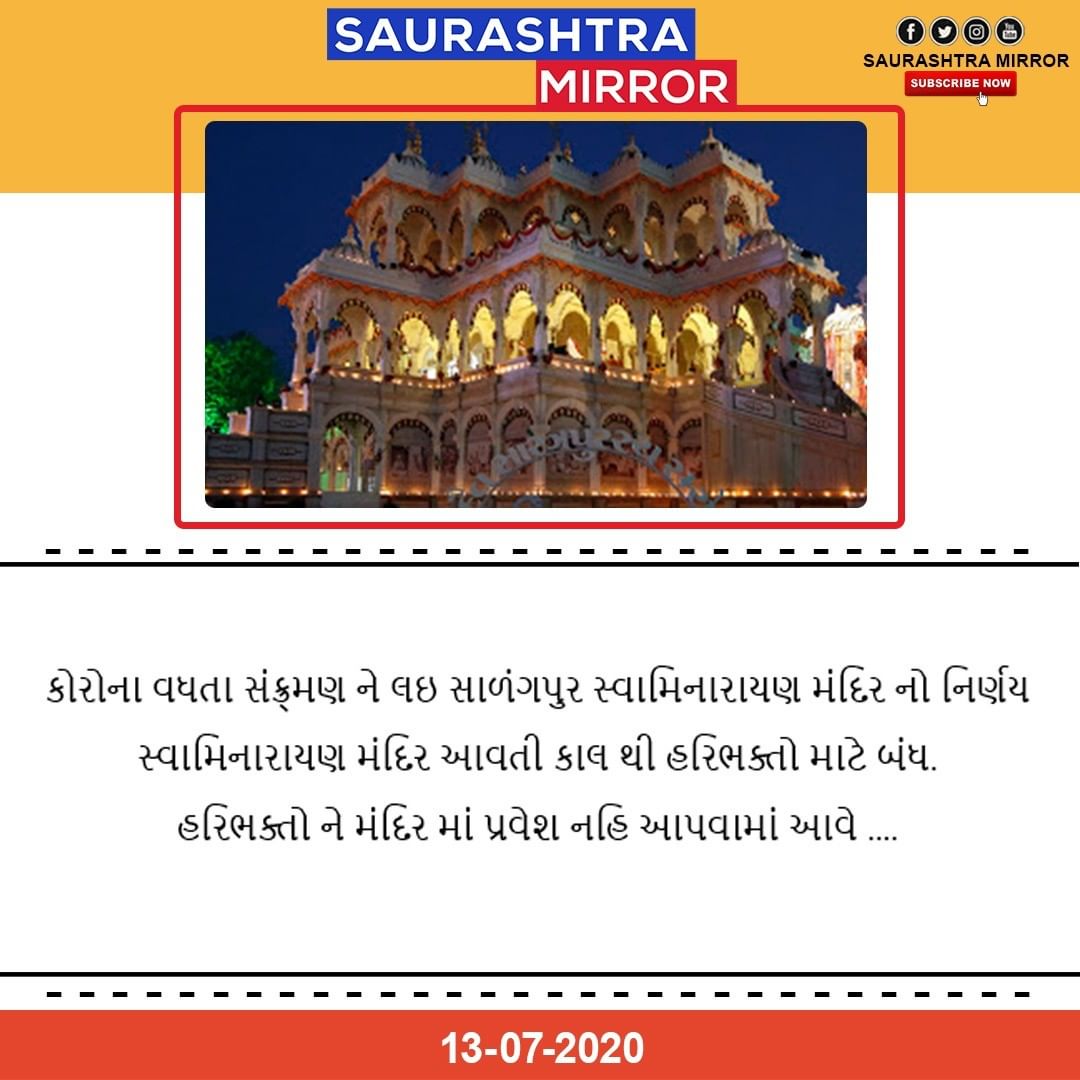 SAURASHTRA
MIRROR
SAURASHTRA MIRROR
SUBSCRIBE NOW
કોરોના વધતા સંક્ર્મણ ને લઇ સાળંગપુર સ્વામિનારાયણ મંદિર નો નિર્ણય
સ્વામિનારાયણ મંદિર આવતી કાલ થી હરિભક્તો માટે બંધ.
હરિભક્તો ને મંદિર માં પ્રવેશ નહિ આપવામાં આવે ....
13-07-2020